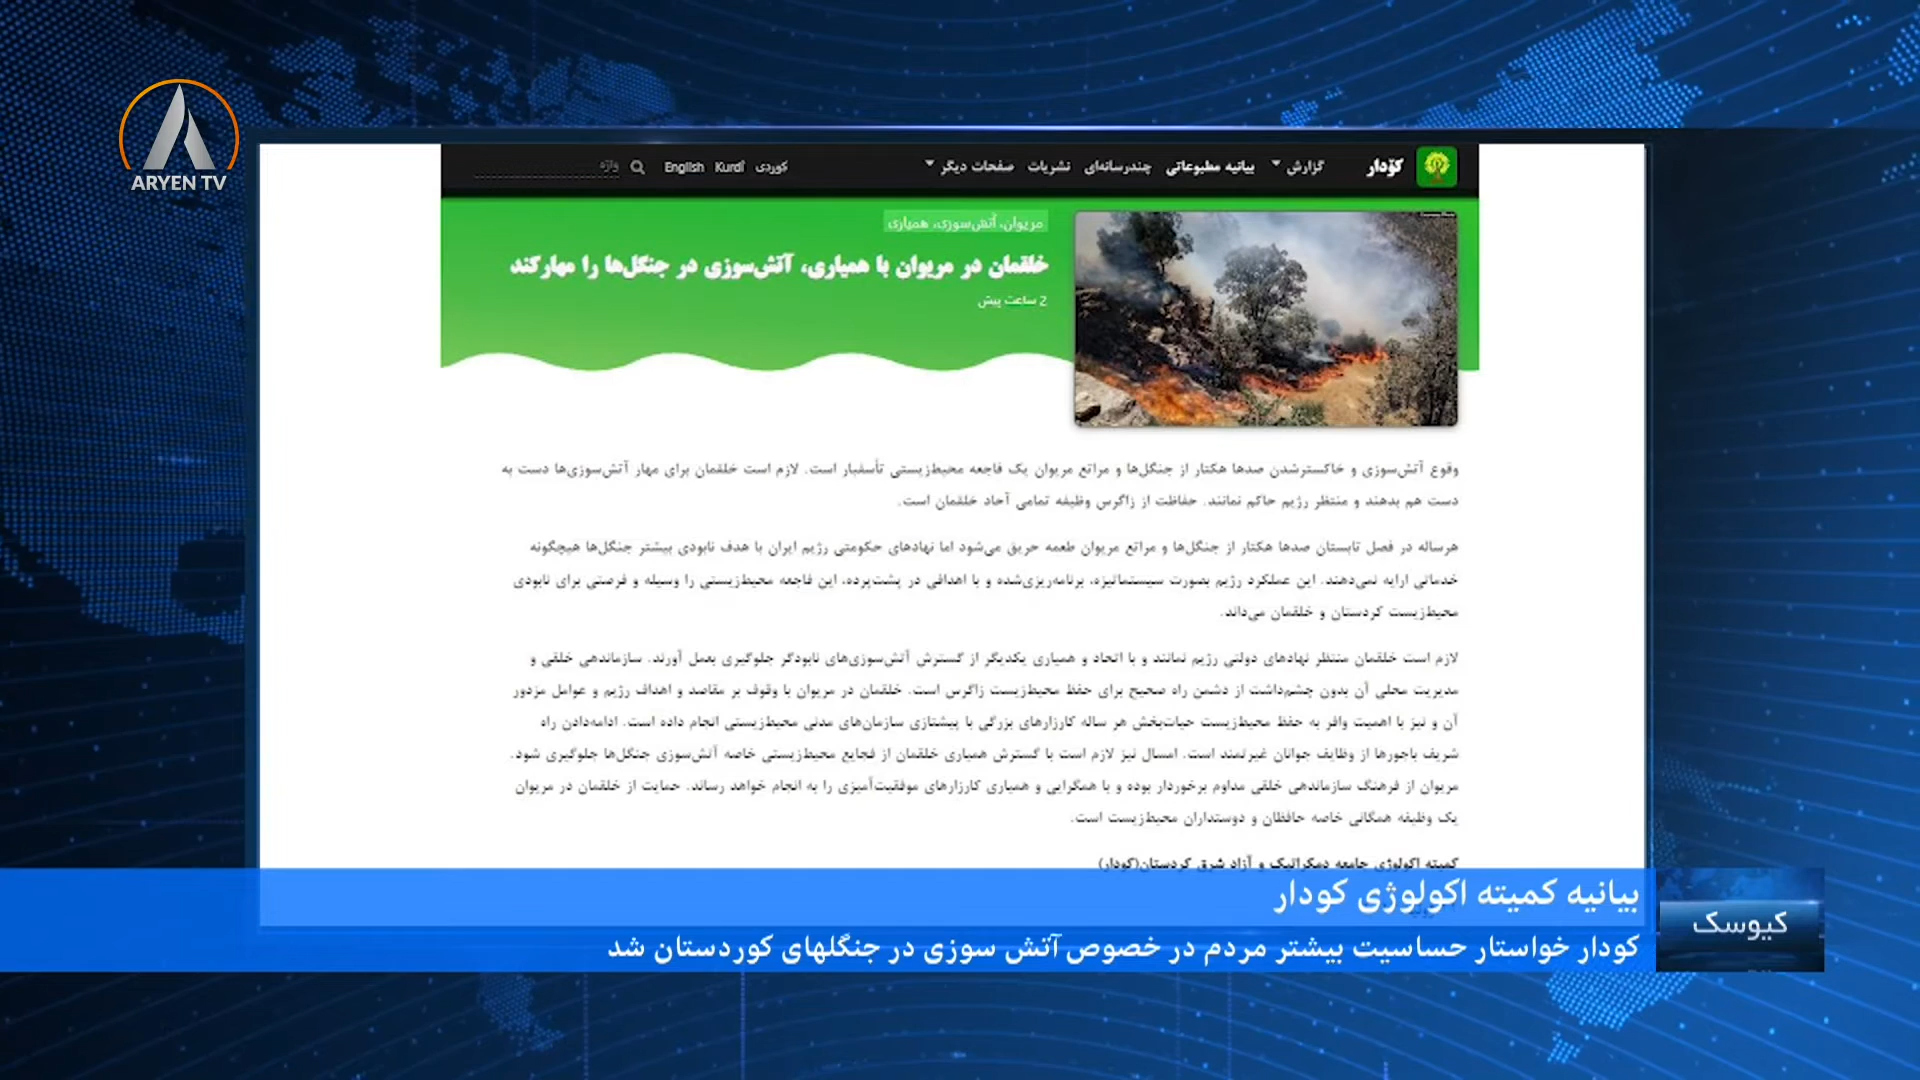 ARYEN TV
کۆدار
گزارش
بیانیه مطبوعاتی
چندرسانه‌ای
نشریات
صفحات دیگر
کوردی
Kurdî
English
واژه
مریوان، آتش‌سوزی، همیاری
خلقمان در مریوان با همیاری، آتش‌سوزی در جنگل‌ها را مهارکند
2 ساعت پیش
وقوع آتش‌سوزی و خاکسترشدن صدها هکتار از جنگل‌ها و مراتع مریوان یک فاجعه محیط‌زیستی تأسفبار است. لازم است خلقمان برای مهار آتش‌سوزی‌ها دست به
دست هم بدهند و منتظر رژیم حاکم نمانند. حفاظت از زاگرس وظیفه تمامی آحاد خلقمان است.
هرساله در فصل تابستان صدها هکتار از جنگل‌ها و مراتع مریوان طعمه حریق می‌شود اما نهادهای حکومتی رژیم ایران با هدف نابودی بیشتر جنگل‌ها هیچگونه
خدماتی ارایه نمی‌دهند. این عملکرد رژیم بصورت سیستماتیزه، برنامه‌ریزی‌شده و با اهدافی در پشت‌پرده، این فاجعه محیط‌زیستی را وسیله و فرصتی برای نابودی
محیط‌زیست کردستان و خلقمان می‌داند.
لازم است خلقمان منتظر نهادهای دولتی رژیم نمانند و با اتحاد و همیاری یکدیگر از گسترش آتش‌سوزی‌های نابودگر جلوگیری بعمل آورند. سازماندهی خلقی و
مدیریت محلی آن بدون چشم‌داشت از دشمن راه صحیح برای حفظ محیط‌زیست زاگرس است. خلقمان در مریوان با وقوف بر مقاصد و اهداف رژیم و عوامل مزدور
آن و نیز با اهمیت وافر به حفظ محیط‌زیست حیات‌بخش هر ساله کارزارهای بزرگی با پیشتازی سازمان‌های مدنی محیط‌زیستی انجام داده است. ادامه‌دادن راه
شریف باجورها از وظایف جوانان غیرتمند است. امسال نیز لازم است با گسترش همیاری خلقمان از فجایع محیط‌زیستی خاصه آتش‌سوزی جنگل‌ها جلوگیری شود.
مریوان از فرهنگ سازماندهی خلقی مداوم برخوردار بوده و با همگرایی و همیاری کارزارهای موفقیت‌آمیزی را به انجام خواهد رساند. حمایت از خلقمان در مریوان
یک وظیفه همگانی خاصه حافظان و دوستداران محیط‌زیست است.
کمیته اکولوژی جامعه دمکراتیک و آزاد شرق کردستان(کودار)
بیانیه کمیته اکولوژی کودار
کودار خواستار حساسیت بیشتر مردم در خصوص آتش سوزی در جنگلهای کوردستان شد
کیوسک